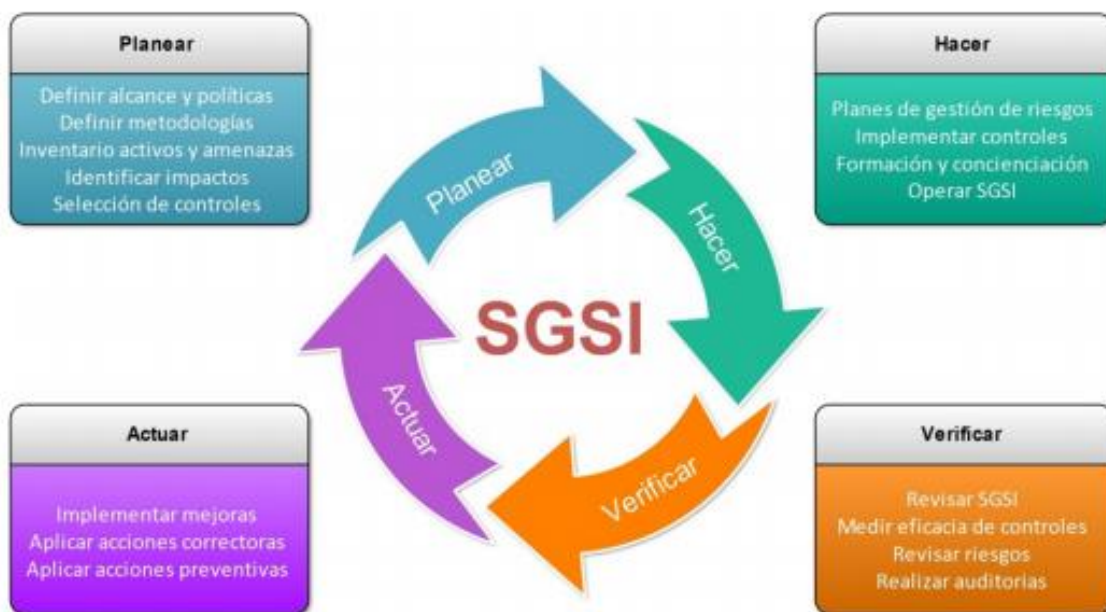 Planear
Definir alcance y políticas
Definir metodologías
Inventario activos y amenazas
Identificar impactos
Selección de controles
Hacer
Planes de gestión de riesgos
Implementar controles
Formación y concienciación
Operar SGSI
Planear
Hacer
SGSI
Actuar
Verificar
Actuar
Implementar mejoras
Aplicar acciones correctoras
Aplicar acciones preventivas
Verificar
Revisar SGSI
Medir eficacia de controles
Revisar riesgos
Realizar auditorias